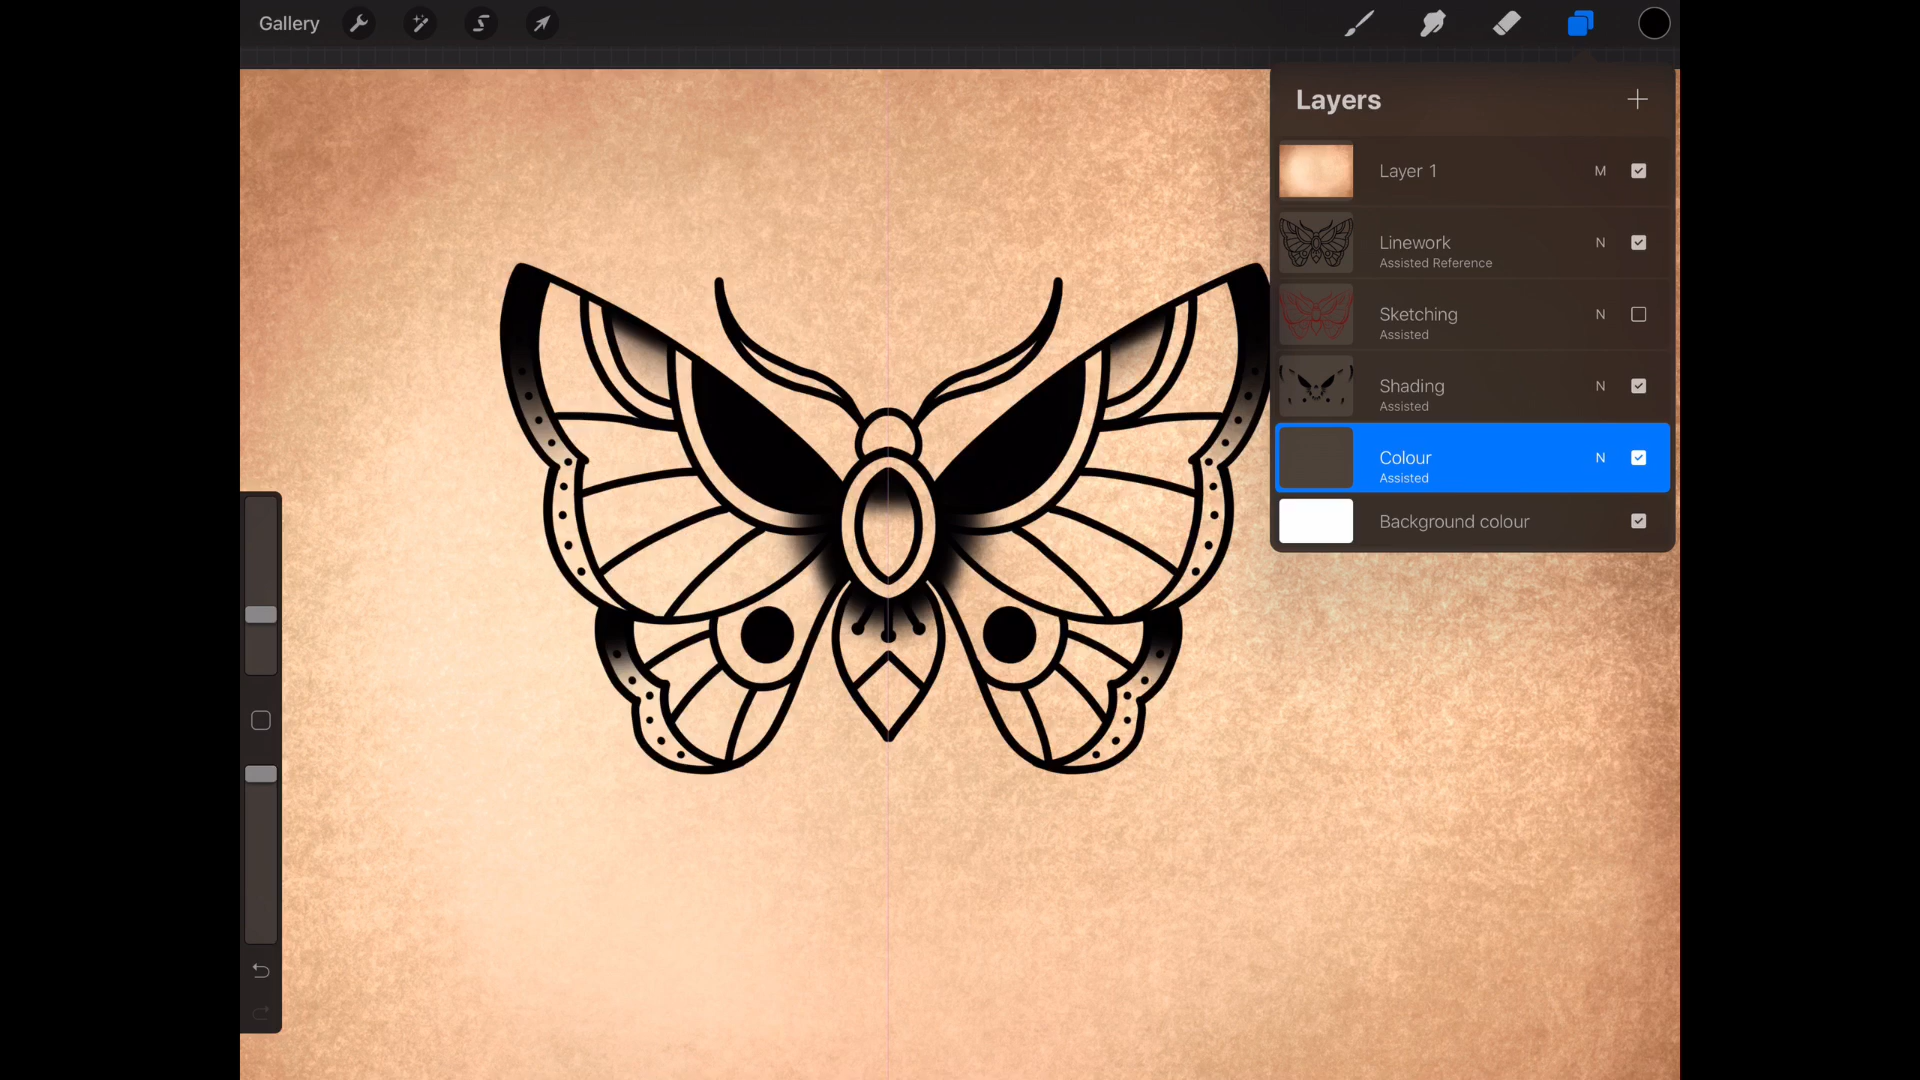 Gallery
Layers
Layer 1 M
Linework N
Assisted Reference
Sketching N
Assisted
Shading N
Assisted
Colour N
Assisted
Background colour